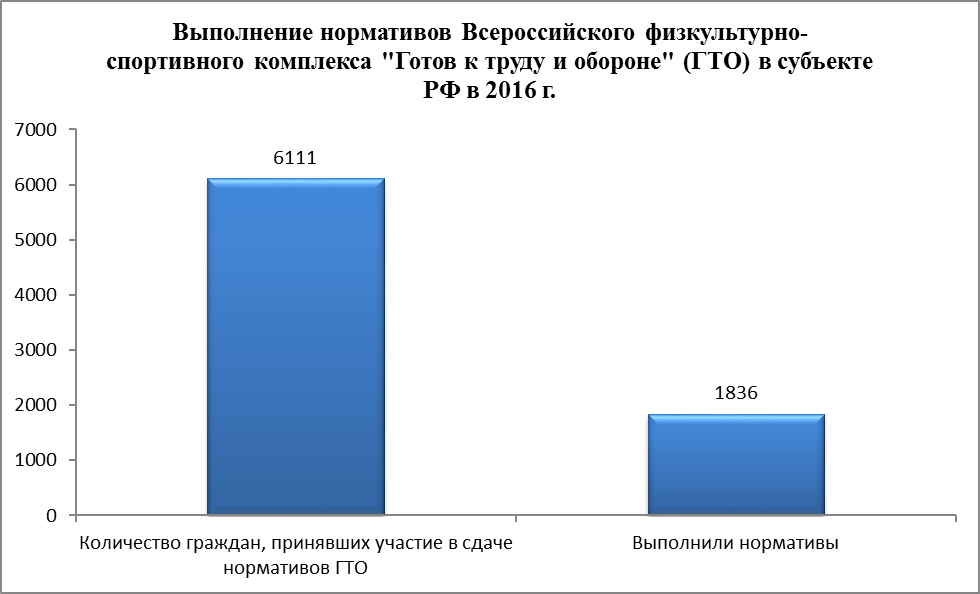 Выполнение нормативов Всероссийского физкультурно-
спортивного комплекса "Готов к труду и обороне" (ГТО) в субъекте
РФ в 2016 г.
7000
6000
5000
4000
3000
2000
1000
0
6111
1836
Количество граждан, принявших участие в сдаче
нормативов ГТО
Выполнили нормативы